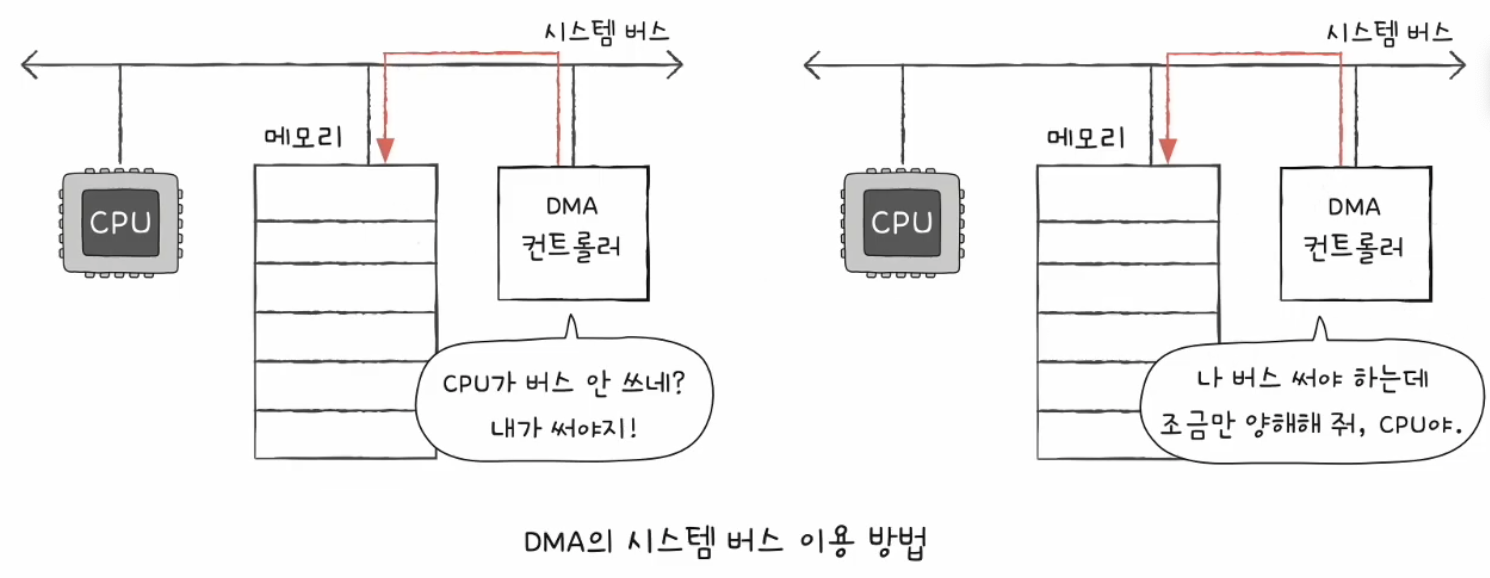 시스템 버스
메모리
CPU
DMA
컨트롤러
CPU가 버스 안 쓰네?
내가 써야지!
시스템 버스
메모리
CPU
DMA
컨트롤러
나 버스 써야 하는데
조금만 양해해 줘, CPU야.
DMA의 시스템 버스 이용 방법